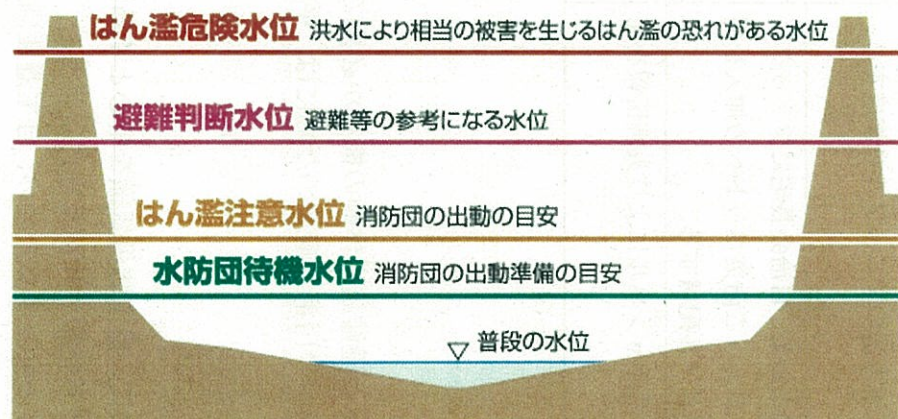 はん濫危険水位 洪水により相当の被害を生じるはん濫の恐れがある水位
避難判断水位 避難等の参考になる水位
はん濫注意水位 消防団の出動の目安
水防団待機水位 消防団の出動準備の目安
▽ 普段の水位